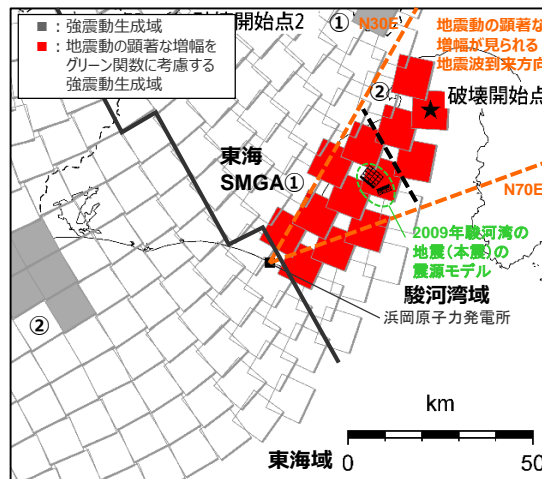 ■：強震動生成域
■：地震動の顕著な増幅を
グリーン関数に考慮する
強震動生成域
破壊開始点2
①
N30E
地震動の顕著な
増幅が見られる
地震波到来方向
②
破壊開始点
東海
SMGA①
N70E
2009年駿河湾の
地震(本震)の
震源モデル
駿河湾域
浜岡原子力発電所
②
km
東海域
0
50